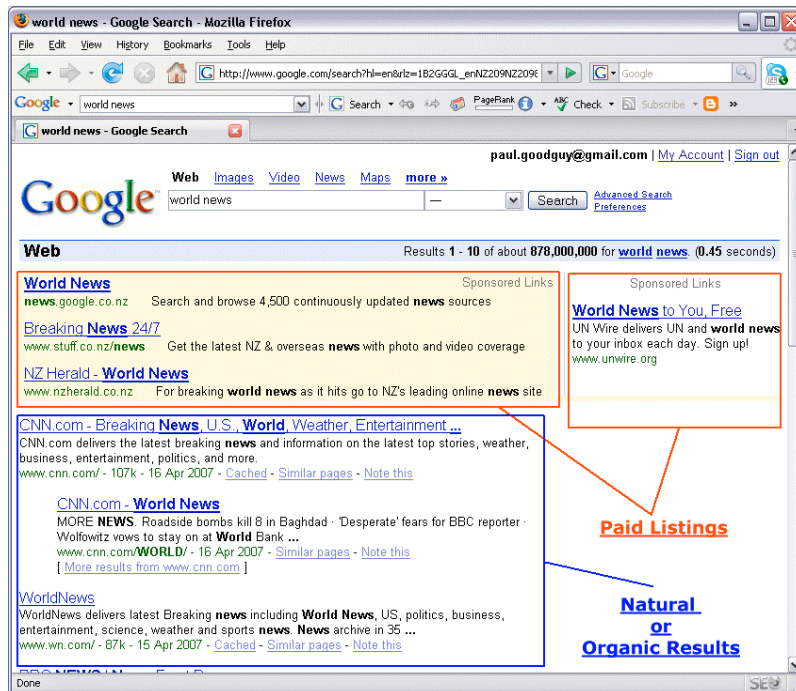 world news - Google Search - Mozilla Firefox
File Edit View History Bookmarks Tools Help
http://www.google.com/search?hl=en&rlz=1B2GGGL_enNZ209NZ209& Google
Google world news Search PageRank Check Subscribe »
world news - Google Search
paul.goodguy@gmail.com | My Account | Sign out
Web Images Video News Maps more »
Google™ world news — Search Advanced Search
Preferences
Web Results 1 - 10 of about 878,000,000 for world news. (0.45 seconds)
World News Sponsored Links
news.google.co.nz Search and browse 4,500 continuously updated news sources
Breaking News 24/7
www.stuff.co.nz/news Get the latest NZ & overseas news with photo and video coverage
NZ Herald - World News
www.nzherald.co.nz For breaking world news as it hits go to NZ's leading online news site
Sponsored Links
World News to You, Free
UN Wire delivers UN and world news
to your inbox each day. Sign up!
www.unwire.org
CNN.com - Breaking News, U.S., World, Weather, Entertainment ...
CNN.com delivers the latest breaking news and information on the latest top stories, weather,
business, entertainment, politics, and more.
www.cnn.com/ - 107k - 16 Apr 2007 - Cached - Similar pages - Note this
CNN.com - World News
MORE NEWS. Roadside bombs kill 8 in Baghdad · 'Desperate' fears for BBC reporter ·
Wolfowitz vows to stay on at World Bank ...
www.cnn.com/WORLD/ - 16 Apr 2007 - Similar pages - Note this
[ More results from www.cnn.com ]
WorldNews
WorldNews delivers latest Breaking news including World News, US, politics, business,
entertainment, science, weather and sports news. News archive in 35 ...
www.wn.com/ - 87k - 15 Apr 2007 - Cached - Similar pages - Note this
Paid Listings
Natural
or
Organic Results
Done